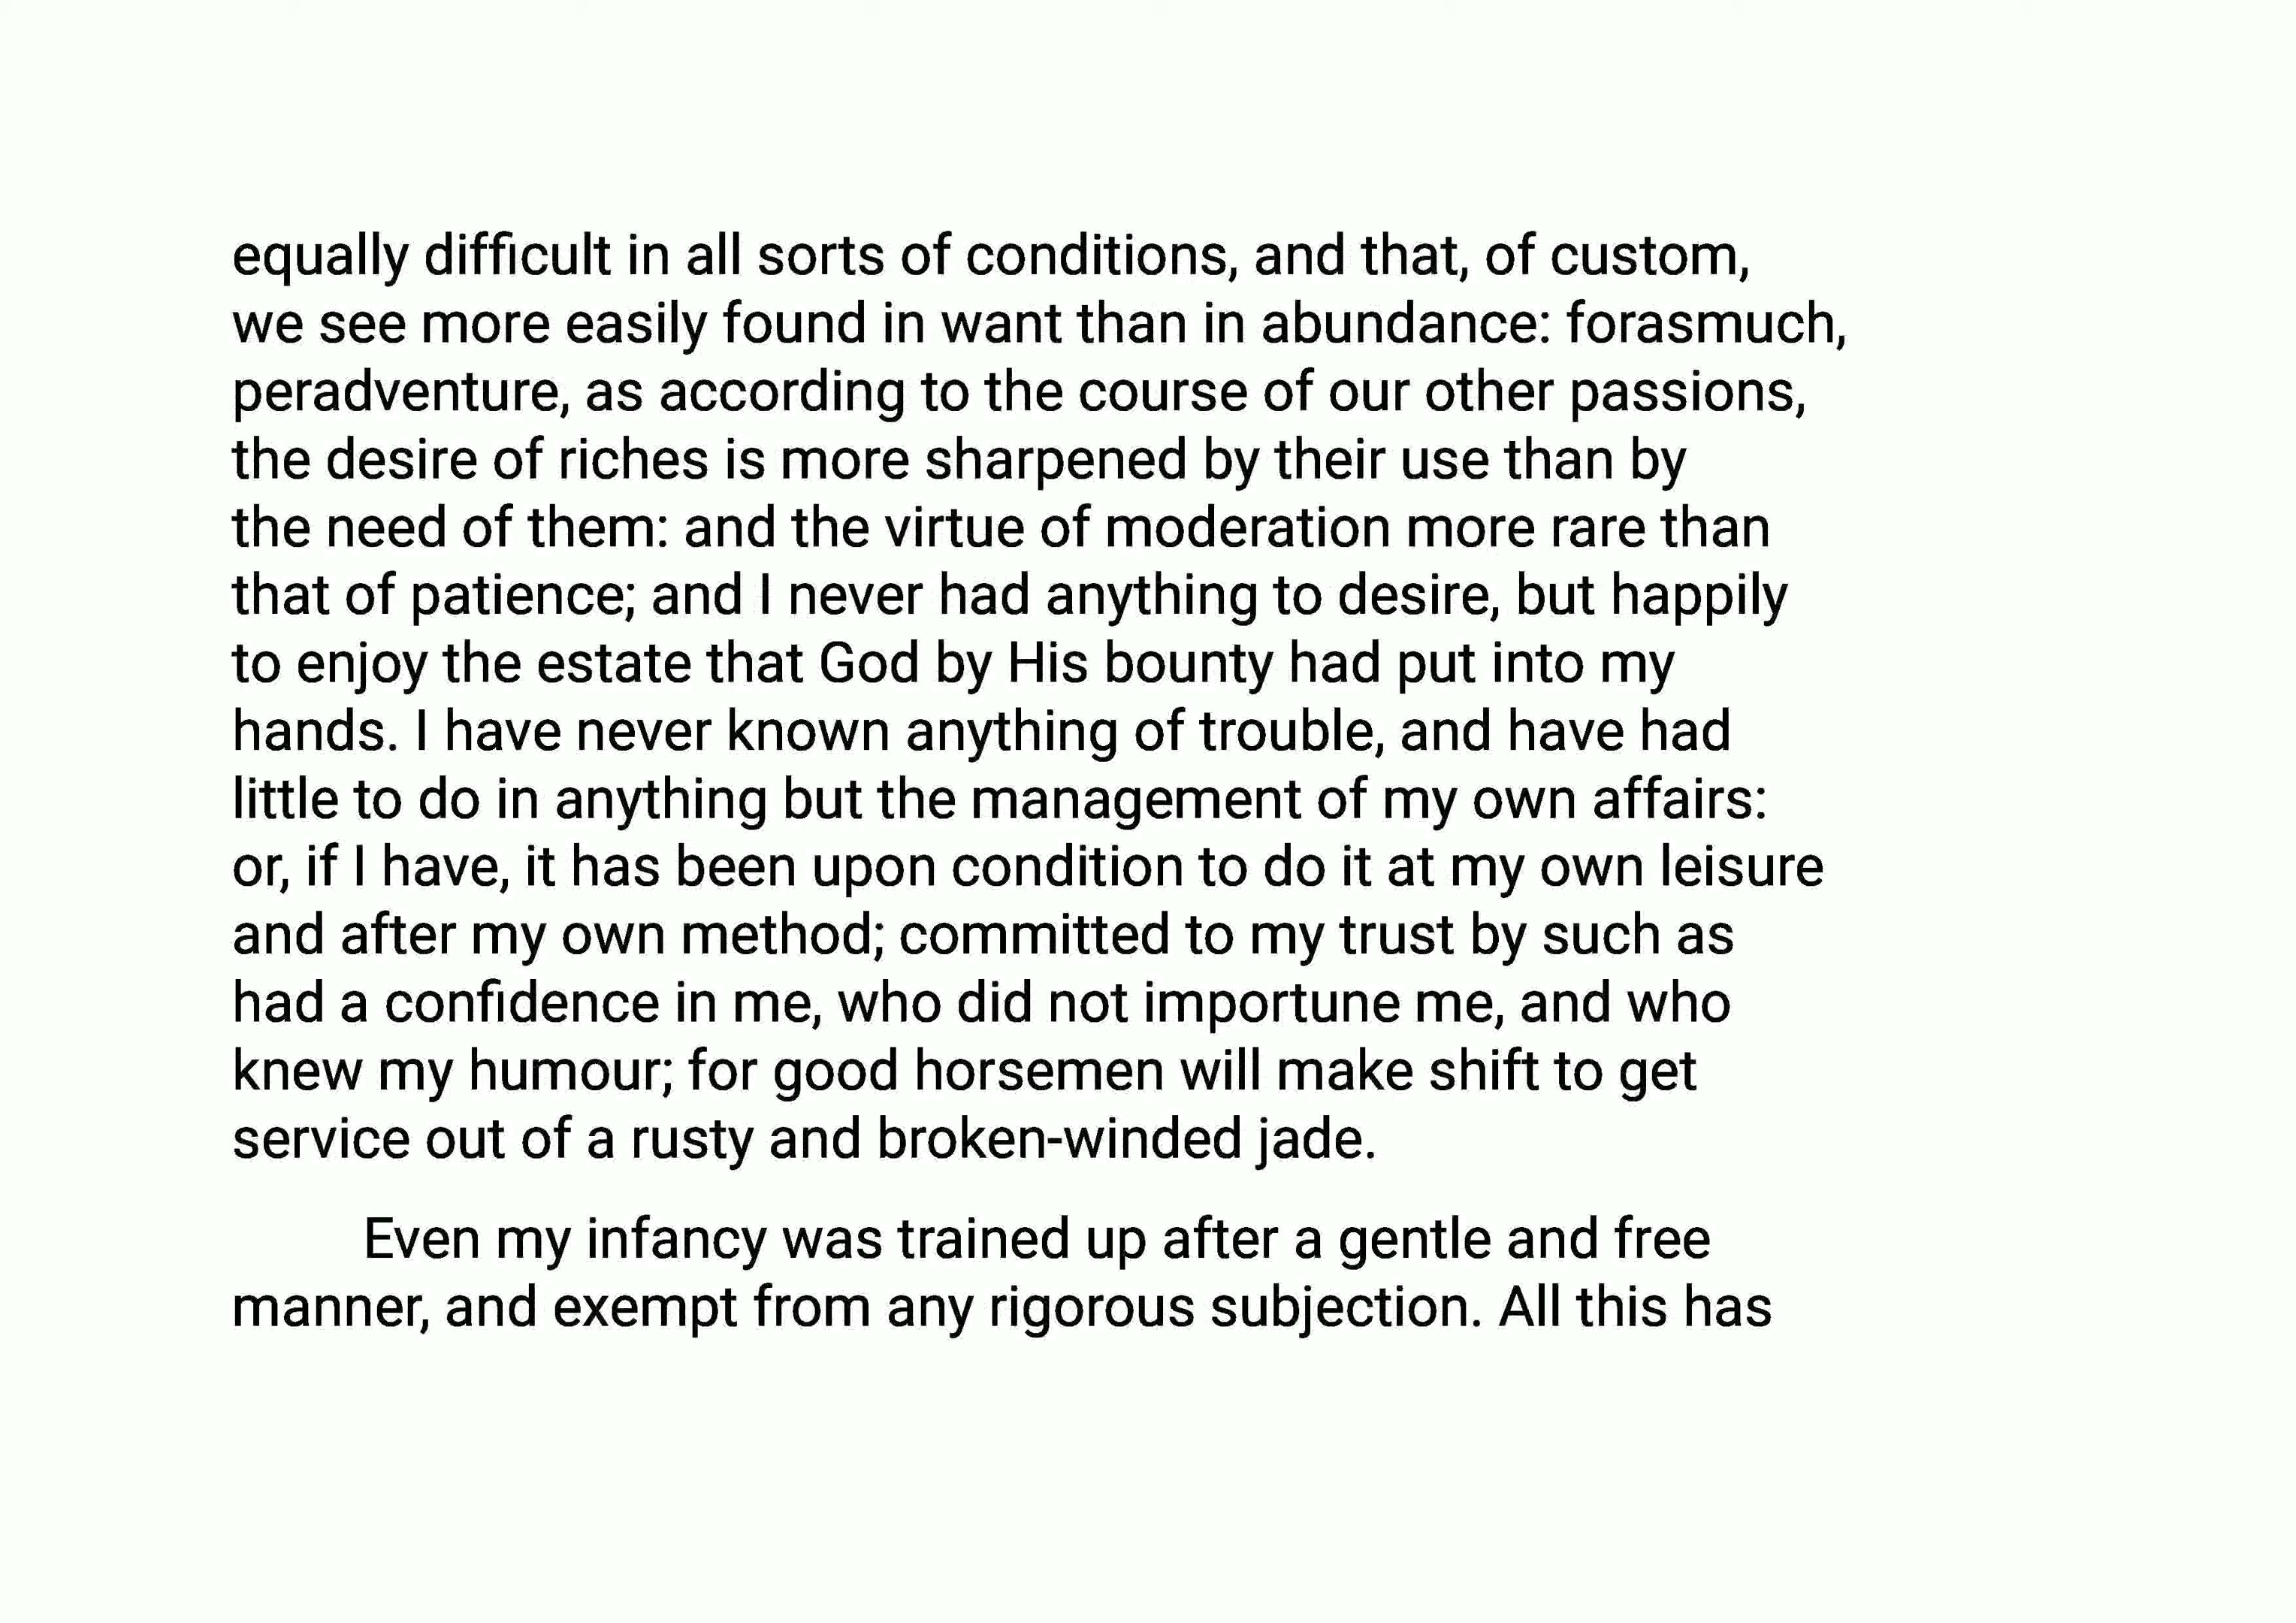 equally difficult in all sorts of conditions, and that, of custom,
we see more easily found in want than in abundance: forasmuch,
peradventure, as according to the course of our other passions,
the desire of riches is more sharpened by their use than by
the need of them: and the virtue of moderation more rare than
that of patience; and I never had anything to desire, but happily
to enjoy the estate that God by His bounty had put into my
hands. I have never known anything of trouble, and have had
little to do in anything but the management of my own affairs:
or, if I have, it has been upon condition to do it at my own leisure
and after my own method; committed to my trust by such as
had a confidence in me, who did not importune me, and who
knew my humour; for good horsemen will make shift to get
service out of a rusty and broken-winded jade.
Even my infancy was trained up after a gentle and free
manner, and exempt from any rigorous subjection. All this has